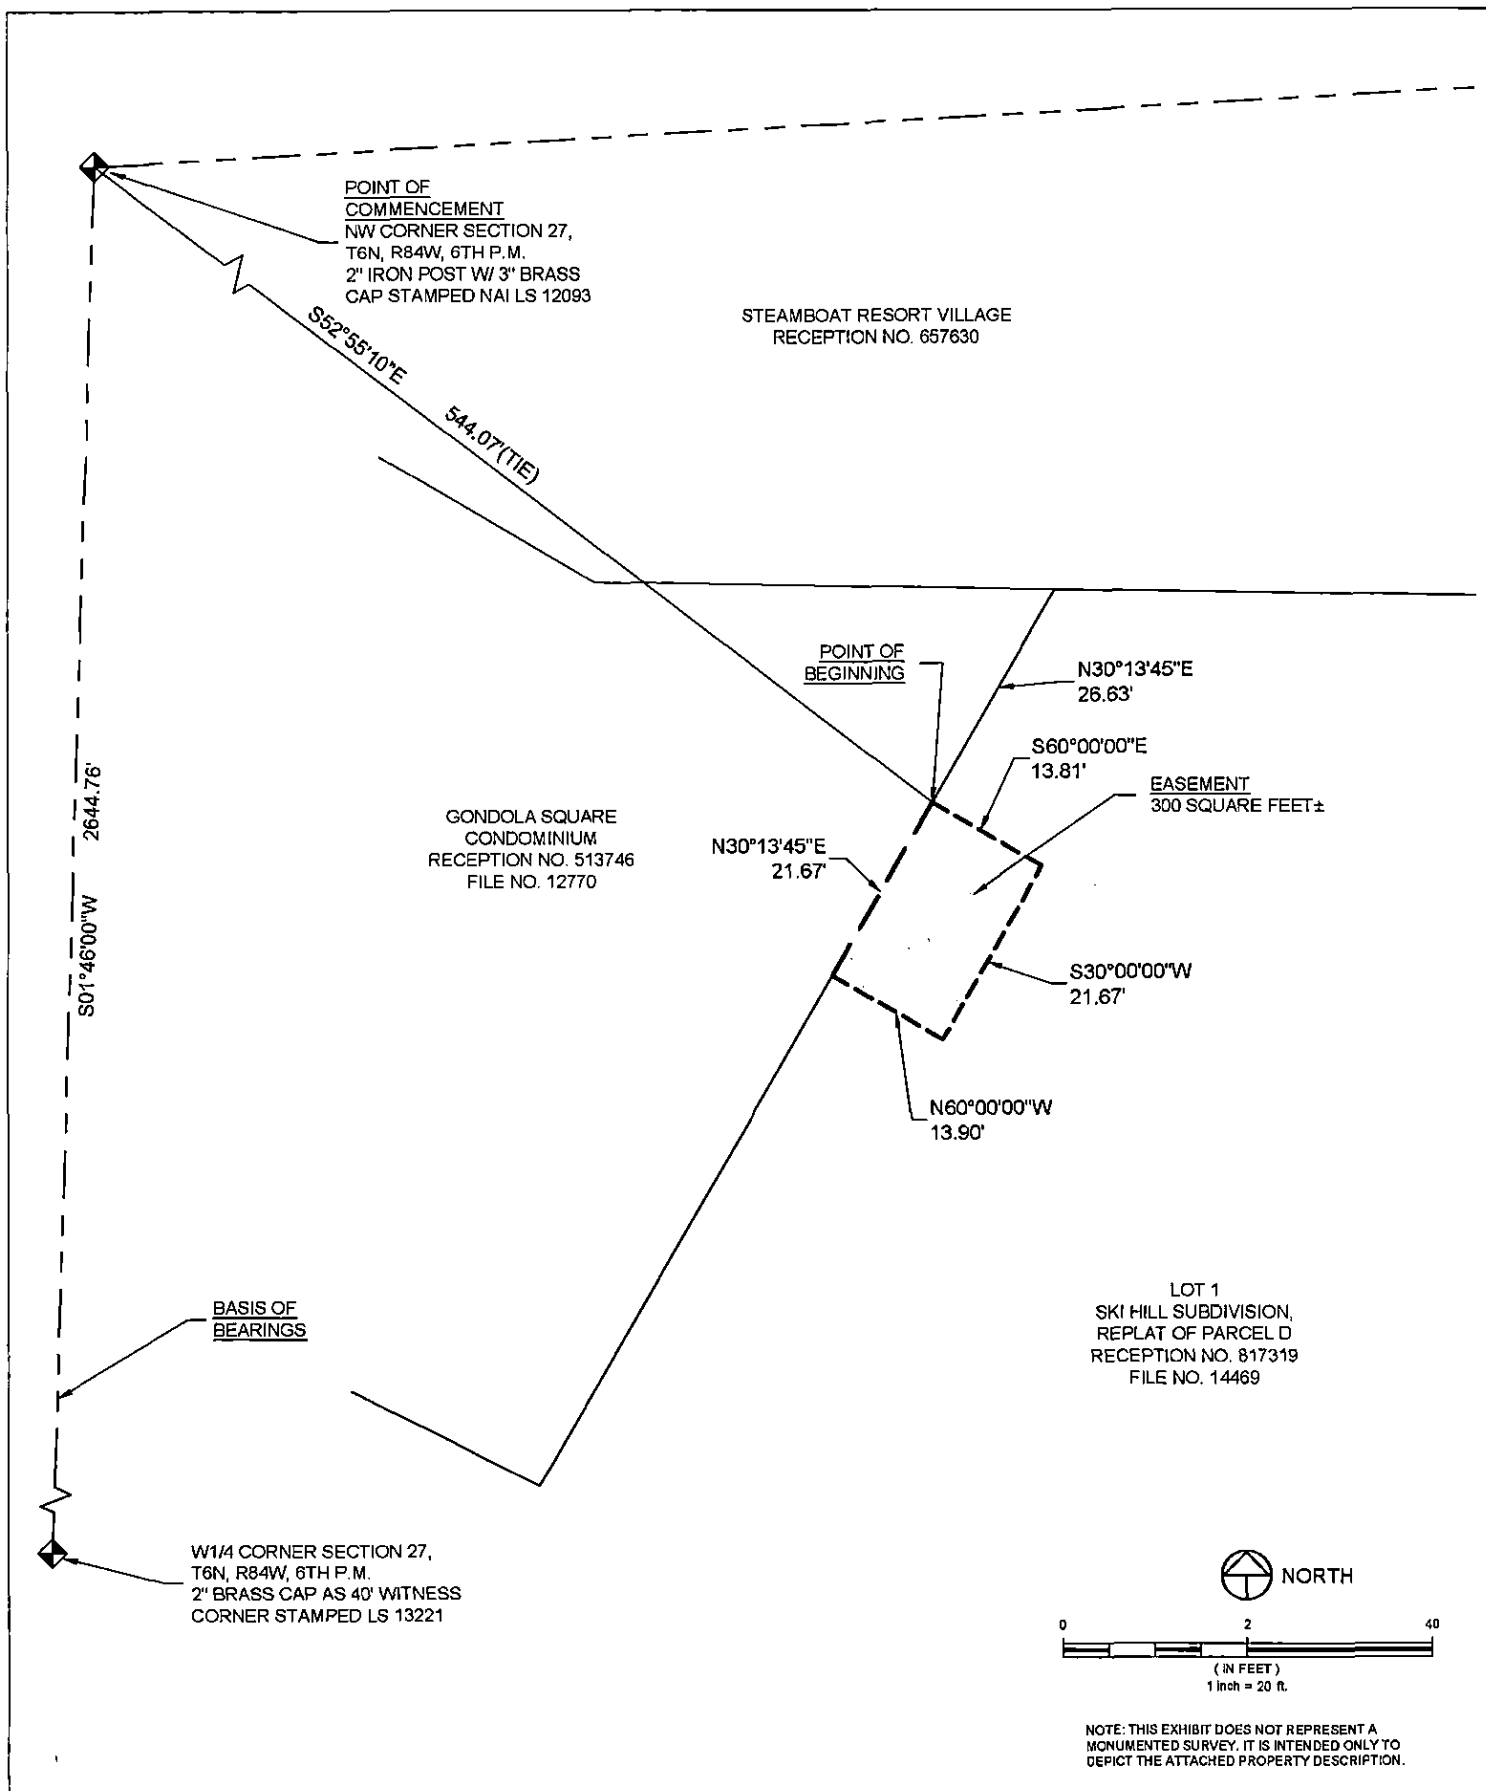 POINT OF
COMMENCEMENT
NW CORNER SECTION 27,
T6N, R84W, 6TH P.M.
2" IRON POST W/ 3" BRASS
CAP STAMPED NAI LS 12093
STEAMBOAT RESORT VILLAGE
RECEPTION NO. 657630
S52°55'10"E
544.07'(TIE)
POINT OF
BEGINNING
N30°13'45"E
26.63'
S60°00'00"E
13.81'
EASEMENT
300 SQUARE FEET±
GONDOLA SQUARE
CONDOMINIUM
RECEPTION NO. 513746
FILE NO. 12770
N30°13'45"E
21.67'
S01°46'00"W 2644.76'
S30°00'00"W
21.67'
N60°00'00"W
13.90'
BASIS OF
BEARINGS
LOT 1
SKI HILL SUBDIVISION,
REPLAT OF PARCEL D
RECEPTION NO. 817319
FILE NO. 14469
W1/4 CORNER SECTION 27,
T6N, R84W, 6TH P.M.
2" BRASS CAP AS 40' WITNESS
CORNER STAMPED LS 13221
NORTH
0 2 40
( IN FEET )
1 inch = 20 ft.
NOTE: THIS EXHIBIT DOES NOT REPRESENT A
MONUMENTED SURVEY. IT IS INTENDED ONLY TO
DEPICT THE ATTACHED PROPERTY DESCRIPTION.